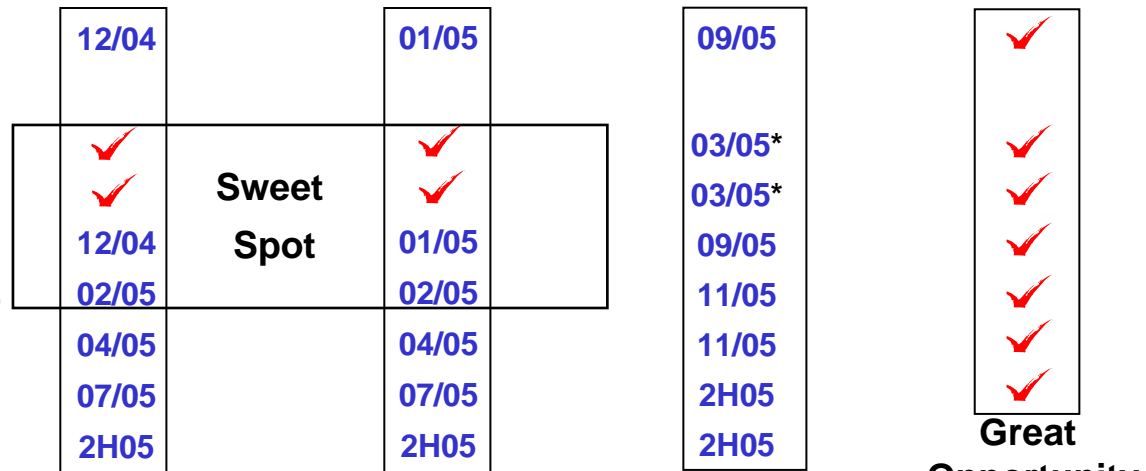 12/04 01/05 09/05 ✓
✓ ✓ 03/05* ✓
✓ Sweet ✓ 03/05* ✓
12/04 Spot 01/05 09/05 ✓
02/05 02/05 11/05 ✓
04/05 04/05 11/05 ✓
07/05 07/05 2H05 ✓
2H05 2H05 2H05 Great